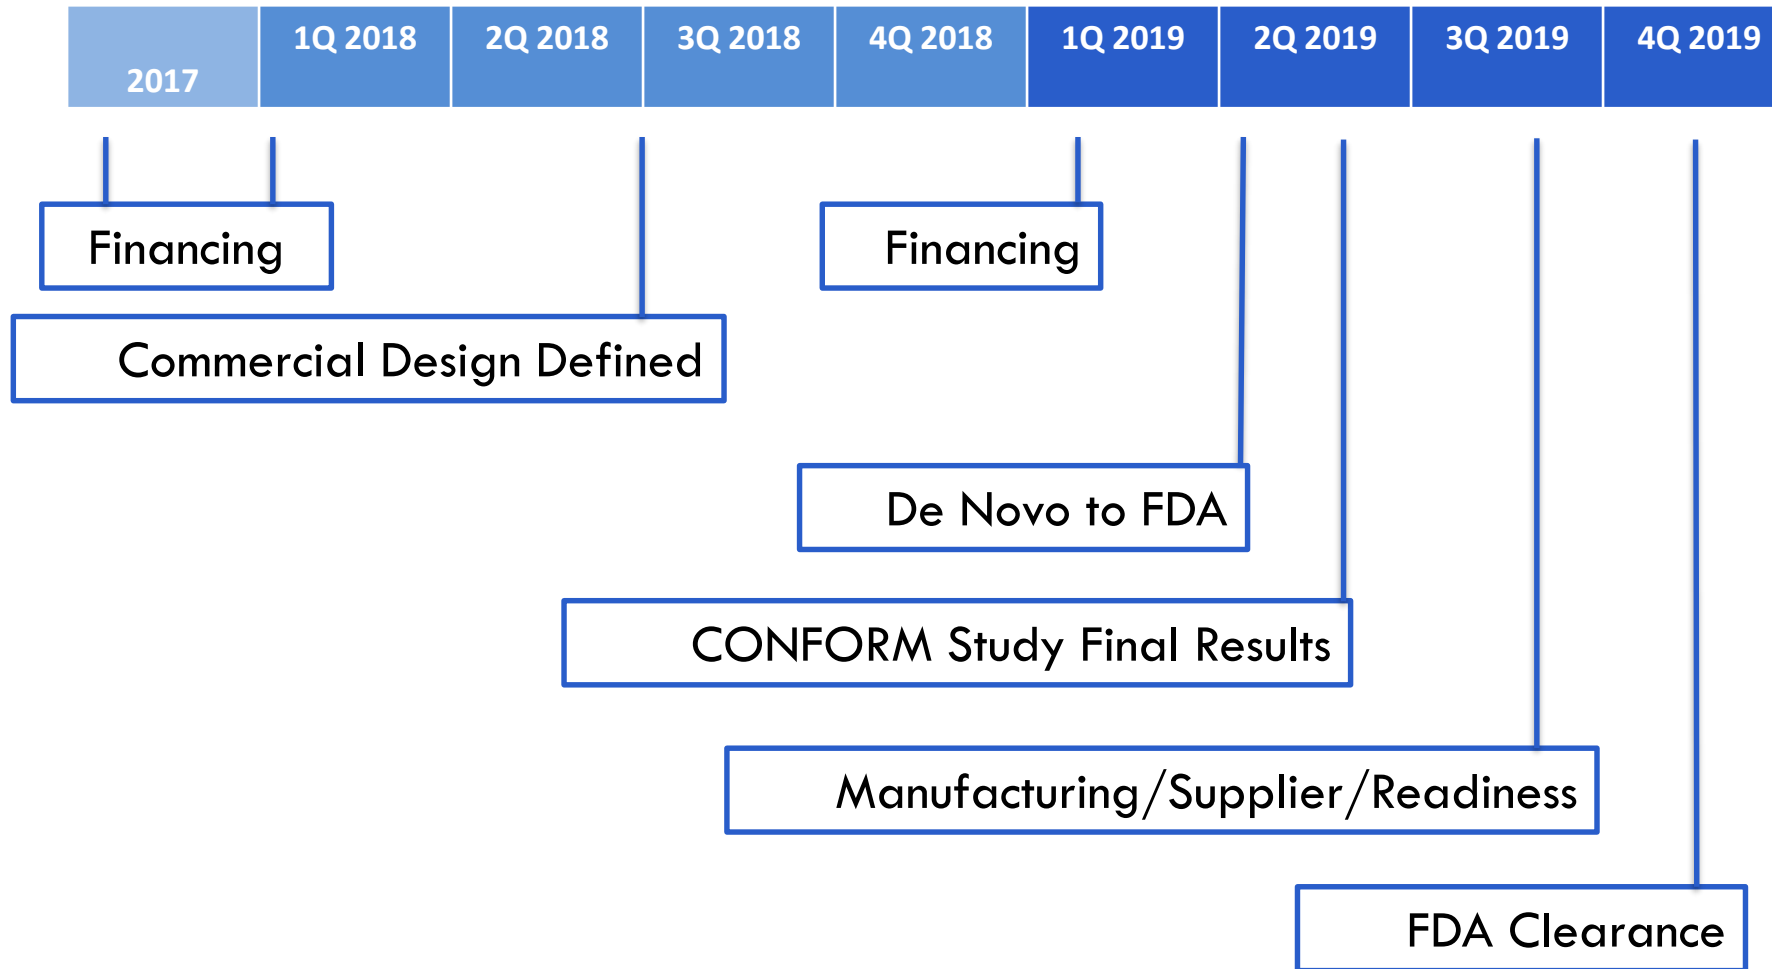 2017
1Q 2018
2Q 2018
3Q 2018
4Q 2018
1Q 2019
2Q 2019
3Q 2019
4Q 2019
Financing
Financing
Commercial Design Defined
De Novo to FDA
CONFORM Study Final Results
Manufacturing/Supplier/Readiness
FDA Clearance